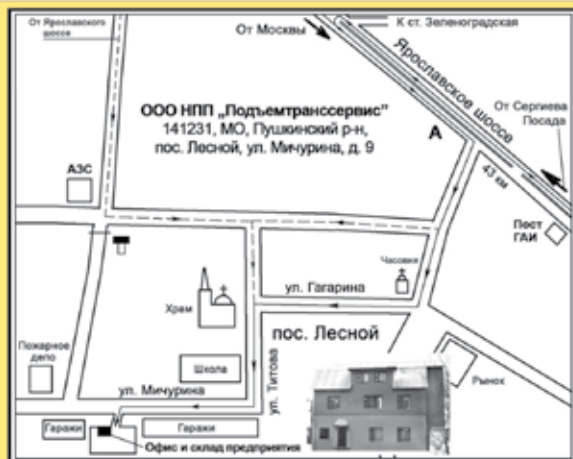 От Ярославского
шоссе
От Москвы
К ст. Зеленоградская
Ярославское шоссе
От Сергиева
Посада
ООО НПП „Подъемтранссервис”
141231, МО, Пушкинский р-н,
пос. Лесной, ул. Мичурина, д. 9
А
АЗС
43 км
Пост
ГАИ
Часовня
ул. Гагарина
Храм
пос. Лесной
Пожарное
депо
Школа
ул. Титова
Рынок
ул. Мичурина
Гаражи
Гаражи
Офис и склад предприятия